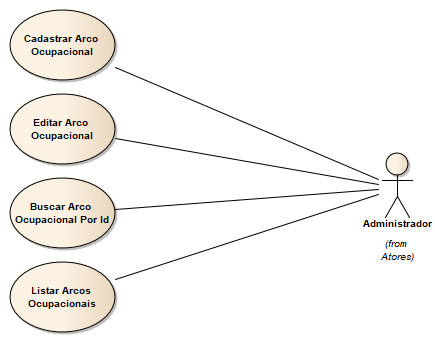 Cadastrar Arco
Ocupacional
Editar Arco
Ocupacional
Buscar Arco
Ocupacional Por Id
Listar Arcos
Ocupacionais
Administrador
(from
Atores)